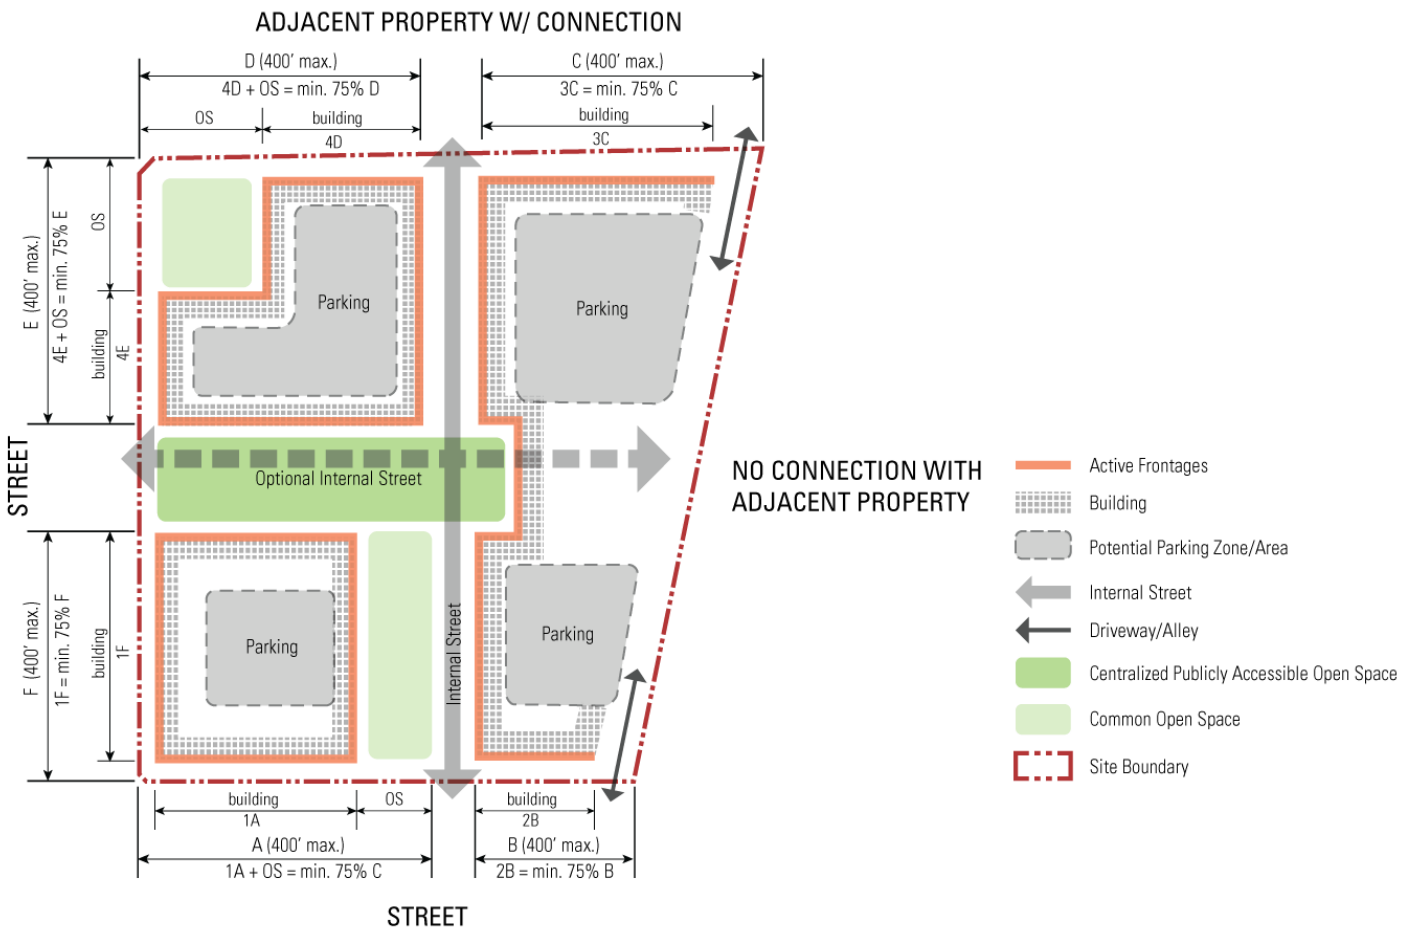 ADJACENT PROPERTY W/ CONNECTION
D (400' max.)
4D + OS = min. 75% D
OS
building
4D
C (400' max.)
3C = min. 75% C
building
3C
E (400' max.)
4E + OS = min. 75% E
OS
building
4E
Parking
Parking
STREET
Optional Internal Street
NO CONNECTION WITH
ADJACENT PROPERTY
F (400' max.)
1F = min. 75% F
building
1F
Parking
Internal Street
Parking
building
1A
OS
A (400' max.)
1A + OS = min. 75% C
building
2B
B (400' max.)
2B = min. 75% B
STREET
Active Frontages
Building
Potential Parking Zone/Area
Internal Street
Driveway/Alley
Centralized Publicly Accessible Open Space
Common Open Space
Site Boundary